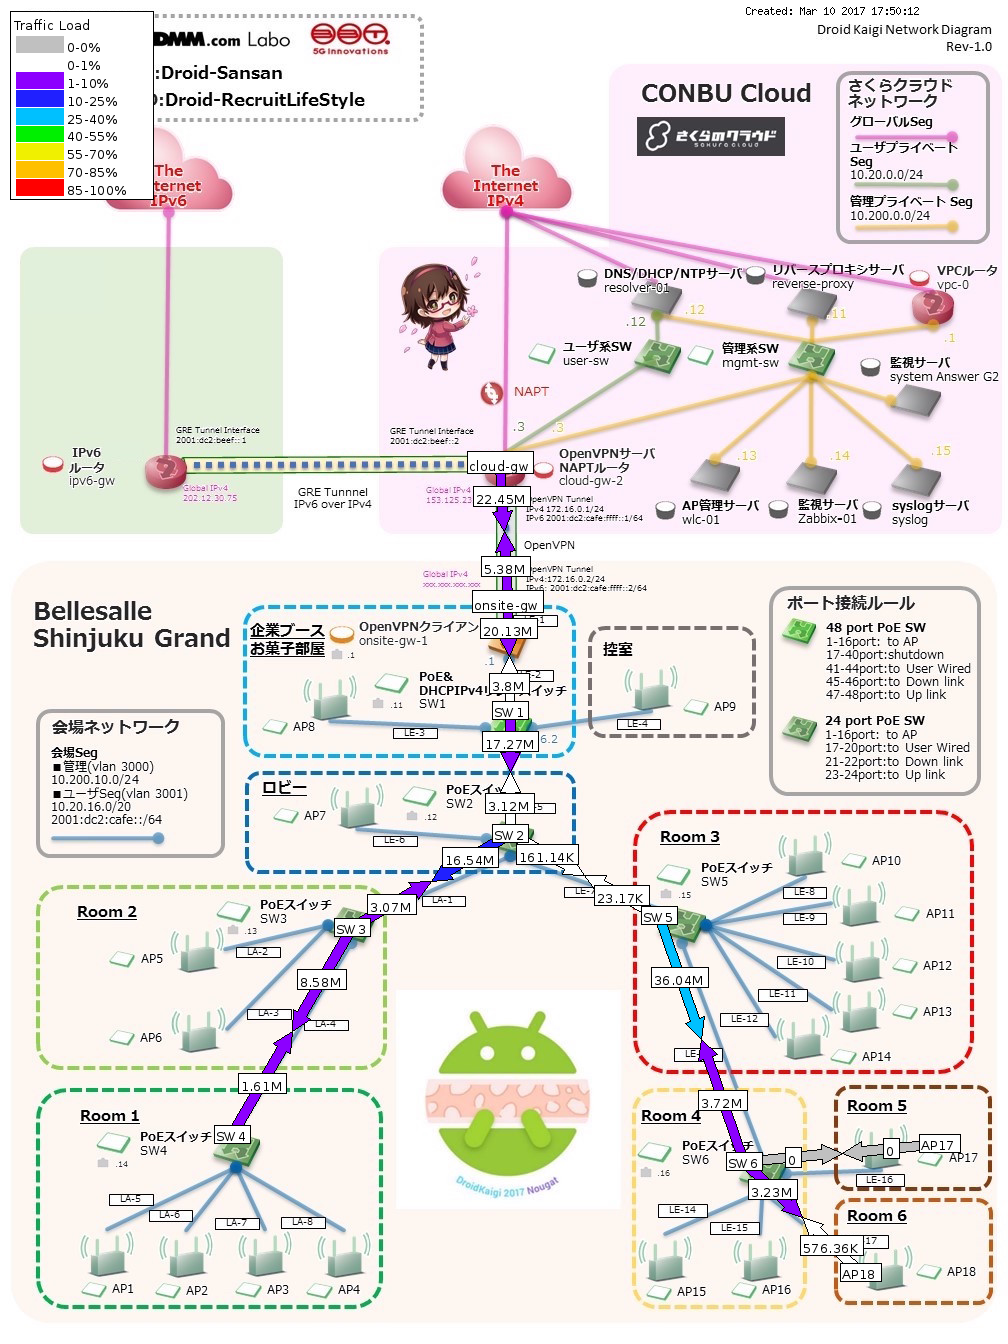 Created: Mar 10 2017 17:50:12
Droid Kaigi Network Diagram
Rev-1.0
Traffic Load
0-0%
0-1%
1-10%
10-25%
25-40%
40-55%
55-70%
70-85%
85-100%
DMM.com Labo
5G innovations
:Droid-Sansan
:Droid-RecruitLifeStyle
CONBU Cloud
さくらのクラウド
SAKURA CLOUD
さくらクラウド
ネットワーク
グローバルSeg
ユーザプライベート
Seg
10.20.0.0/24
管理プライベート Seg
10.200.0.0/24
The
Internet
IPv6
The
Internet
IPv4
DNS/DHCP/NTPサーバ
resolver-01
リバースプロキシサーバ
reverse-proxy
VPCルータ
vpc-0
.12
.12
.11
.1
ユーザ系SW
user-sw
管理系SW
mgmt-sw
監視サーバ
system Answer G2
NAPT
.3
.3
GRE Tunnel Interface
2001:dc2:beef::1
GRE Tunnel Interface
2001:dc2:beef::2
IPv6
ルータ
ipv6-gw
Global IPv4
202.12.30.75
GRE Tunnnel
IPv6 over IPv4
cloud-gw
OpenVPNサーバ
NAPTルータ
cloud-gw-2
Global IPv4
153.125.23
22.45M
OpenVPN Tunnel
IPv4 172.16.0.1/24
IPv6 2001:dc2:cafe:ffff::1/64
.13
.14
.15
AP管理サーバ
wlc-01
監視サーバ
Zabbix-01
syslogサーバ
syslog
OpenVPN
5.38M
Global IPv4
xxx.xxx.xxx.xxx
OpenVPN Tunnel
IPv4:172.16.0.2/24
IPv6: 2001:dc2:cafe:ffff::2/64
onsite-gw
Bellesalle
Shinjuku Grand
企業ブース
お菓子部屋
OpenVPNクライアン
onsite-gw-1
.1
20.13M
.1
PoE&
DHCPIPv4リ
スイッチ
SW1
.11
3.8M
SW1
17.27M
6.2
AP8
LE-3
控室
AP9
LE-4
ポート接続ルール
48 port PoE SW
1-16port: to AP
17-40port:shutdown
41-44port:to User Wired
45-46port:to Down link
47-48port:to Up link
24 port PoE SW
1-16port: to AP
17-20port:to User Wired
21-22port:to Down link
23-24port:to Up link
会場ネットワーク
会場Seg
■管理(vlan 3000)
10.200.10.0/24
■ユーザSeq(vlan 3001)
10.20.16.0/20
2001:dc2:cafe::/64
ロビー
AP7
PoEスイッ
SW2
.12
3.12M
SW2
LE-6
16.54M
161.14K
3.07M
LA-1
23.17K
Room 2
PoEスイッチ
SW3
.13
SW3
LA-2
AP5
8.58M
LA-3
LA-4
AP6
1.61M
Room 3
PoEスイッチ
SW5
.15
SW5
AP10
LE-8
AP11
LE-9
LE-10
AP12
LE-11
AP13
LE-12
AP14
36.04M
3.72M
Room 1
PoEスイッチ
SW4
.14
SW4
LA-5
LA-6
LA-7
LA-8
AP1
AP2
AP3
AP4
DroidKaigi 2017 Nougat
Room 4
PoEスイッチ
SW6
.16
SW6
3.23M
LE-14
LE-15
AP15
AP16
Room 5
0
0
AP17
AP17
LE-16
Room 6
17
576.36K
AP18
AP18